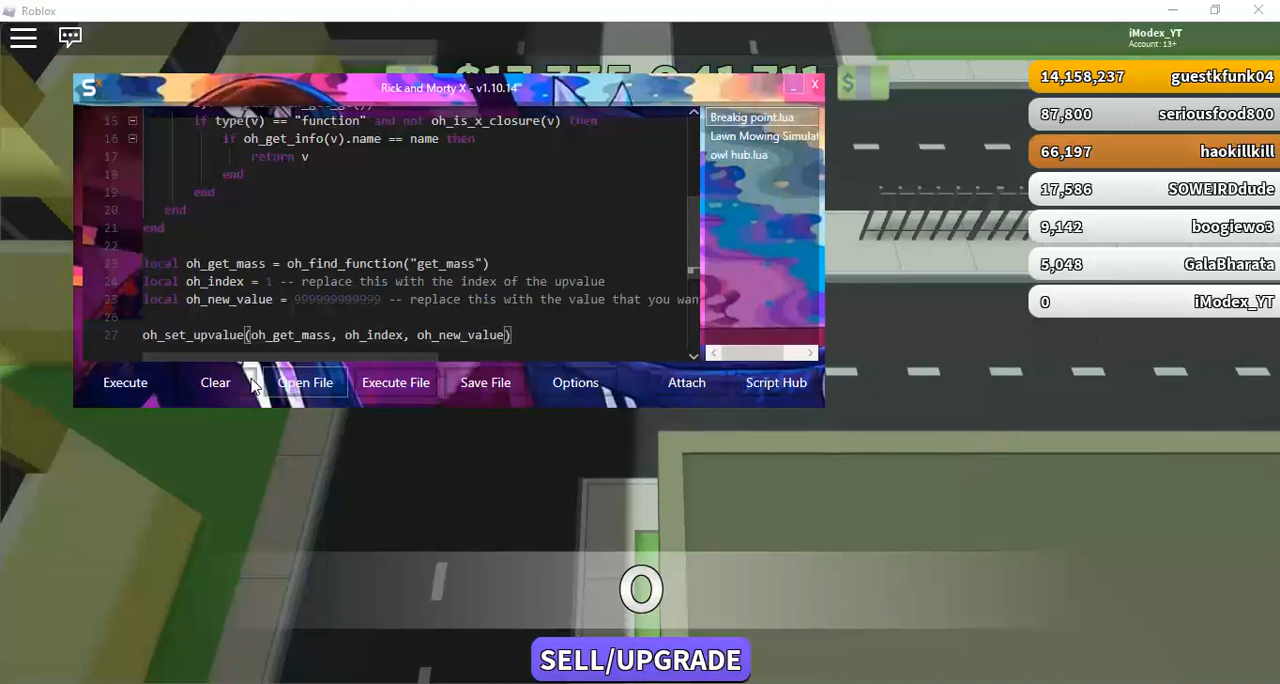 Roblox
iModex_YT
Account: 13+
14,158,237 guestkfunk04
87,800 seriousfood800
66,197 haokillkill
17,586 SOWEIRDdude
9,142 boogiewo3
5,048 GalaBharata
0 iModex_YT
Rick and Morty X - v1.10.14
15 if type(v) == "function" and not oh_is_x_closure(v) then
16 if oh_get_info(v).name == name then
17 return v
18 end
19 end
20 end
21 end
22
23 local oh_get_mass = oh_find_function("get_mass")
24 local oh_index = 1 -- replace this with the index of the upvalue
25 local oh_new_value = 999999999999 -- replace this with the value that you wan
26
27 oh_set_upvalue(oh_get_mass, oh_index, oh_new_value)
Breakig point.lua
Lawn Mowing Simulat
owl hub.lua
Execute
Clear
Open File
Execute File
Save File
Options
Attach
Script Hub
0
SELL/UPGRADE